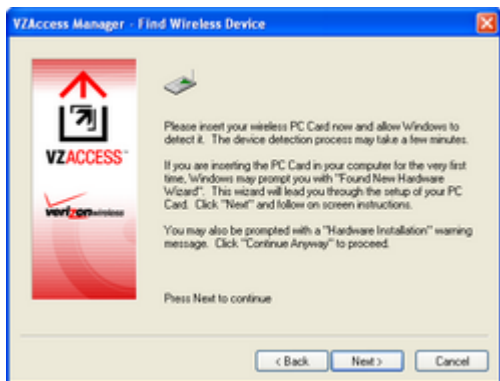 VZAccess Manager - Find Wireless Device
VZACCESS
verizon wireless
Please insert your wireless PC Card now and allow Windows to
detect it. The device detection process may take a few minutes.
If you are inserting the PC Card in your computer for the very first
time, Windows may prompt you with "Found New Hardware
Wizard". This wizard will lead you through the setup of your PC
Card. Click "Next" and follow on screen instructions.
You may also be prompted with a "Hardware Installation" warning
message. Click "Continue Anyway" to proceed.
Press Next to continue
< Back Next > Cancel